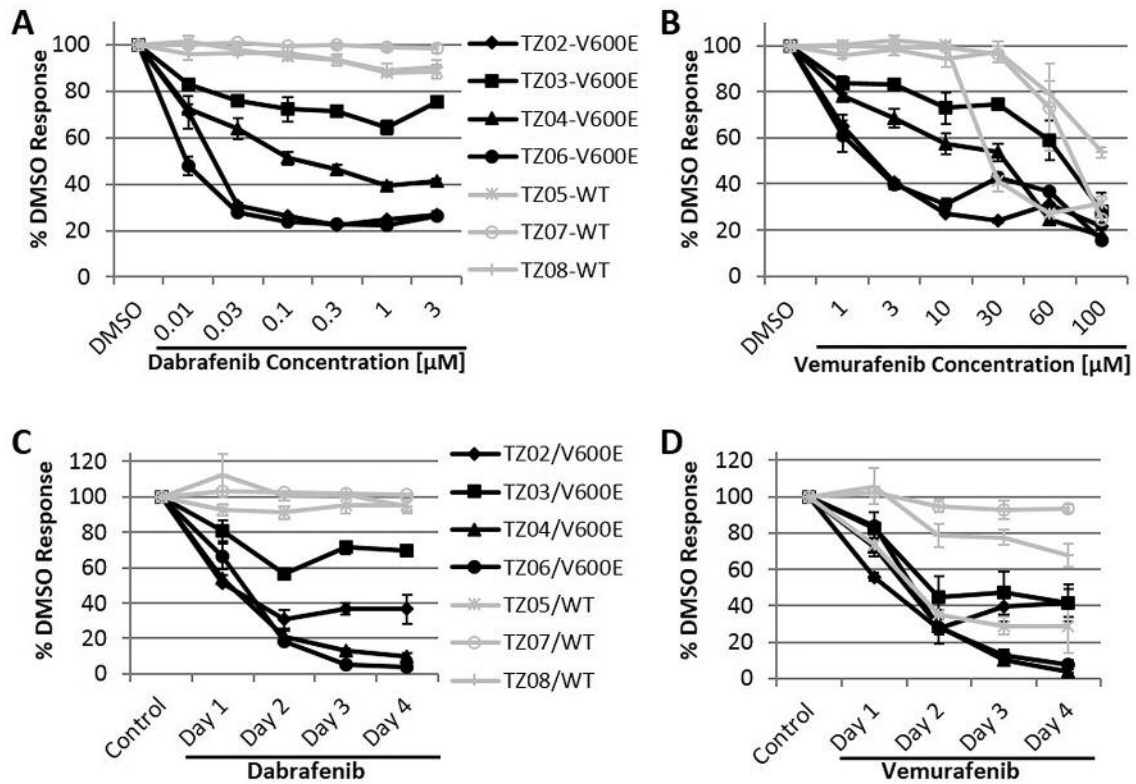 A
% DMSO Response
120
100
80
60
40
20
0
DMSO
0.01
0.03
0.1
0.3
1
3
Dabrafenib Concentration [µM]
TZ02-V600E
TZ03-V600E
TZ04-V600E
TZ06-V600E
TZ05-WT
TZ07-WT
TZ08-WT
B
% DMSO Response
100
80
60
40
20
0
DMSO
1
3
10
30
60
100
Vemurafenib Concentration [µM]
C
% DMSO Response
120
100
80
60
40
20
0
Control
Day 1
Day 2
Day 3
Day 4
Dabrafenib
TZ02/V600E
TZ03/V600E
TZ04/V600E
TZ06/V600E
TZ05/WT
TZ07/WT
TZ08/WT
D
% DMSO Response
120
100
80
60
40
20
0
Control
Day 1
Day 2
Day 3
Day 4
Vemurafenib